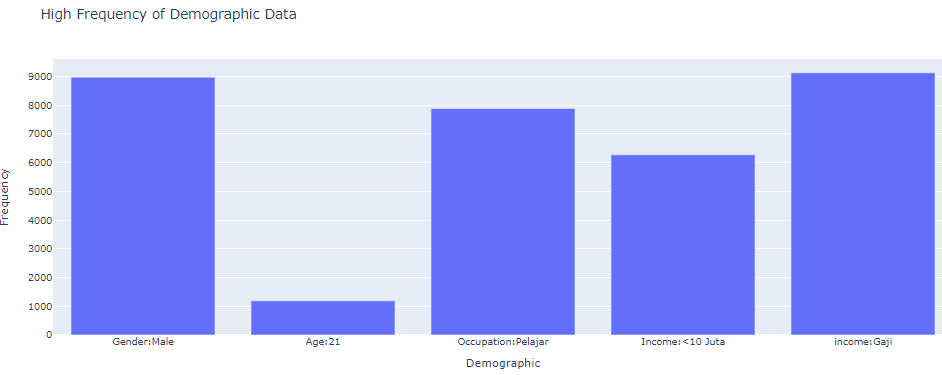 High Frequency of Demographic Data
9000
8000
7000
6000
5000
4000
3000
2000
1000
0
Frequency
Gender:Male
Age:21
Occupation:Pelajar
Income:<10 Juta
income:Gaji
Demographic